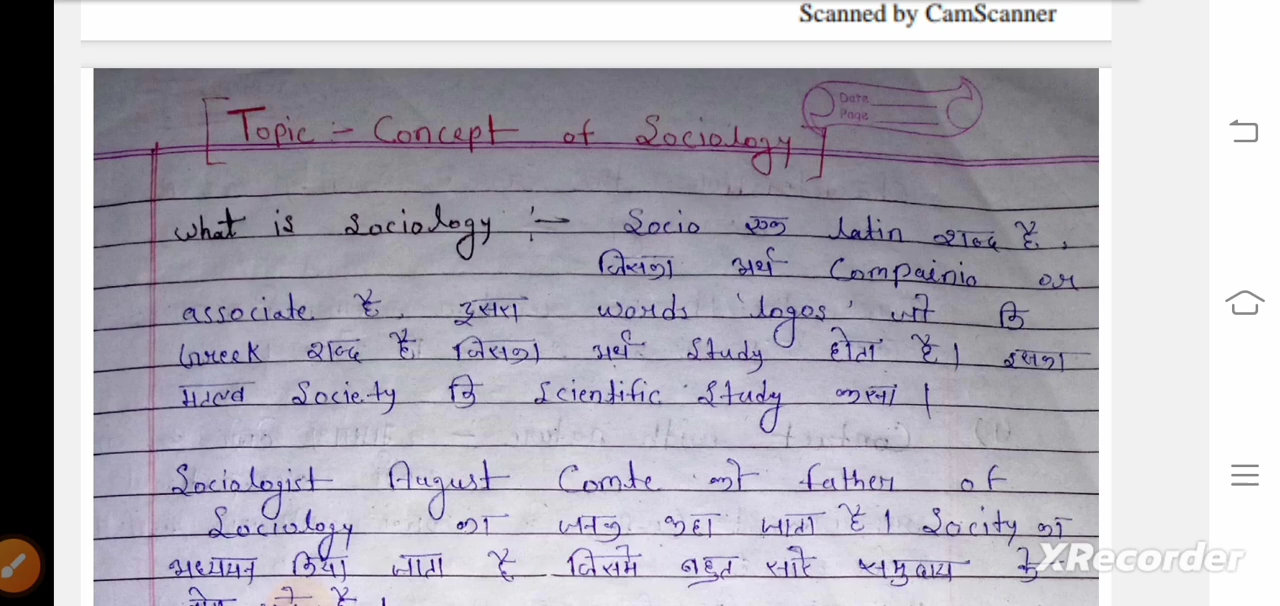 Scanned by CamScanner
Date
Page
[Topic :- Concept of Sociology]
What is Sociology :- Socio एक latin शब्द है,
जिसका अर्थ Compainio or
associate है, दुसरा words 'logos' जो कि
Greek शब्द है जिसका अर्थ Study होता है। इसका
मतलब Society कि Scientific Study करना।
Sociologist August Comte को father of
Sociology का जनक कहा जाता है। Socity का
अध्ययन किया जाता है जिसमे बहुत सारे समुदाय के
XRecorder